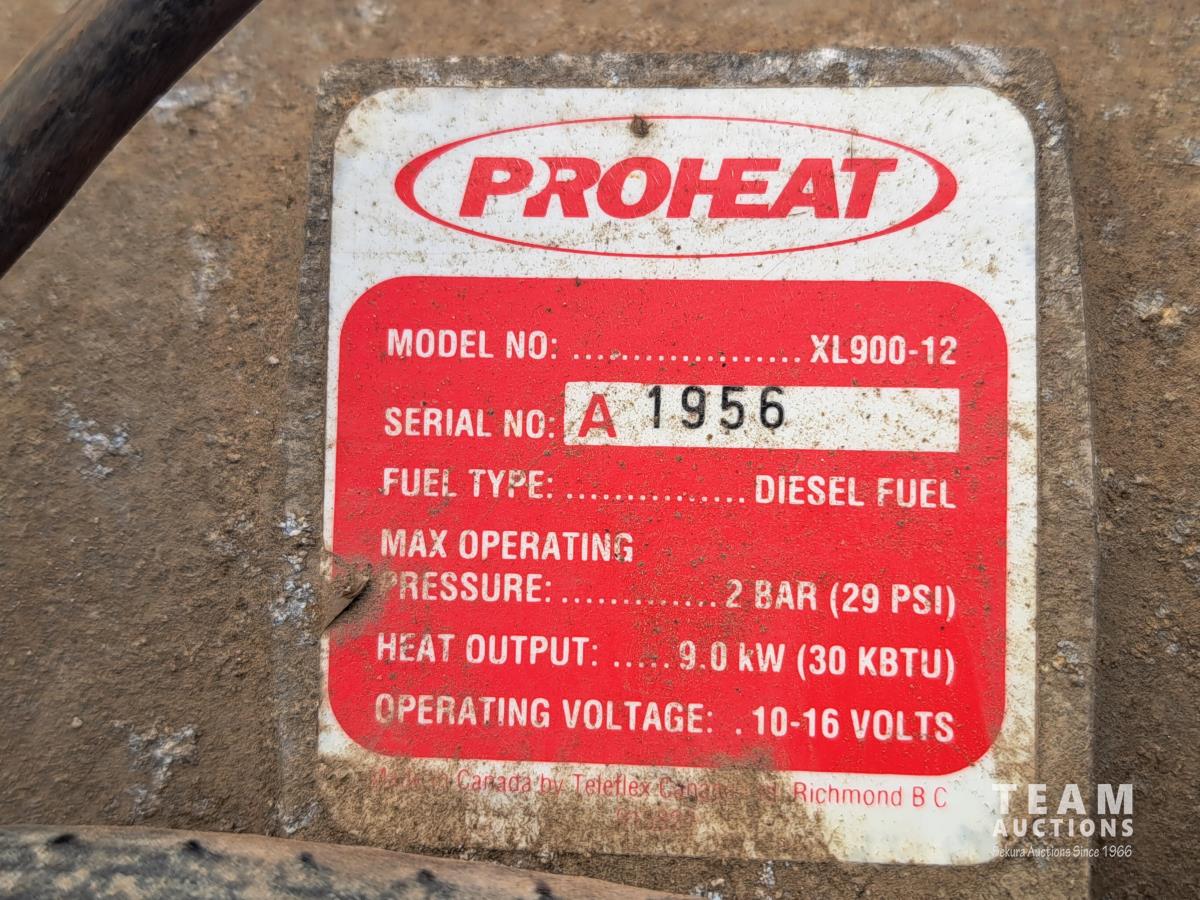 PROHEAT
MODEL NO: .................... XL900-12
SERIAL NO: A 1956
FUEL TYPE: ................ DIESEL FUEL
MAX OPERATING
PRESSURE: .............. 2 BAR (29 PSI)
HEAT OUTPUT: ..... 9.0 kW (30 KBTU)
OPERATING VOLTAGE: . 10-16 VOLTS
Made in Canada by Teleflex Richmond B C
TEAM
AUCTIONS
Sekura Auctions Since 1966